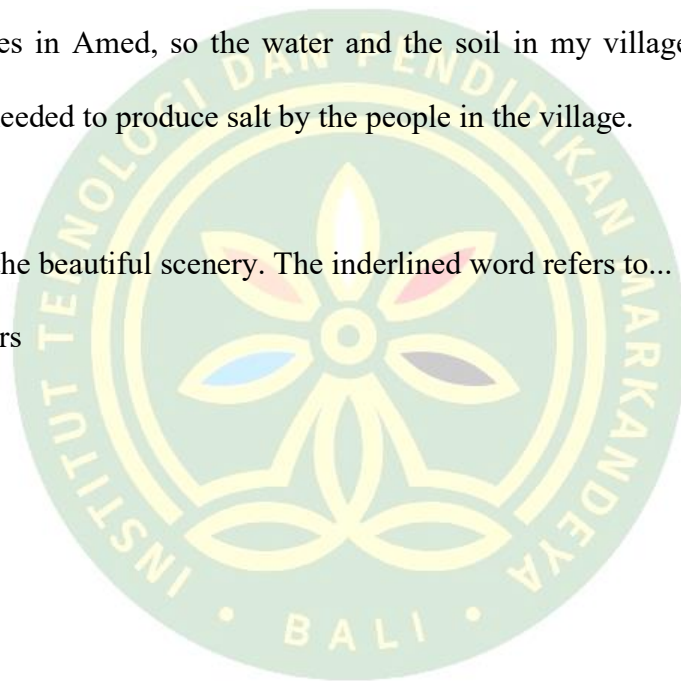 es in Amed, so the water and the soil in my village
eeded to produce salt by the people in the village.
he beautiful scenery. The inderlined word refers to...
rs
INSTITUT TEKNOLOGI DAN PENDIDIKAN MARKANDEYA
BALI